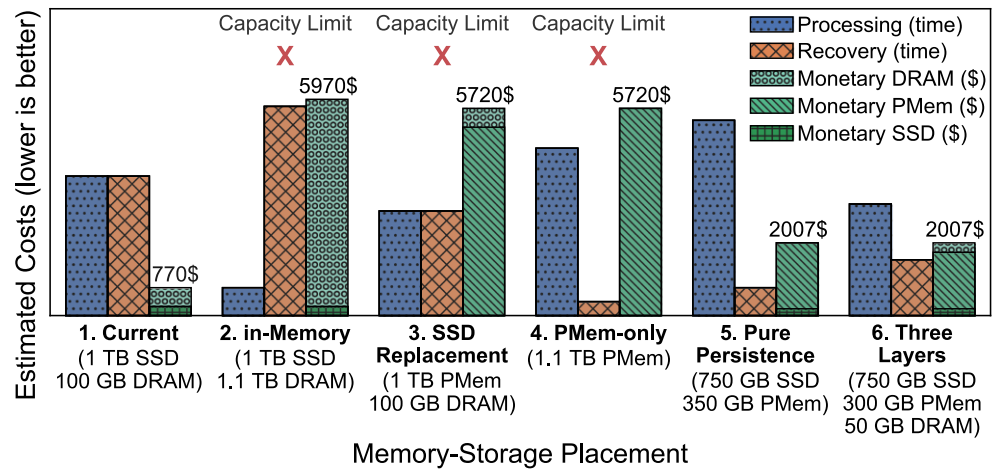 Capacity Limit Capacity Limit Capacity Limit
X X X
Processing (time)
Recovery (time)
Monetary DRAM ($)
Monetary PMem ($)
Monetary SSD ($)
770$
5970$
5720$
5720$
2007$
2007$
Estimated Costs (lower is better)
1. Current
(1 TB SSD
100 GB DRAM)
2. in-Memory
(1 TB SSD
1.1 TB DRAM)
3. SSD
Replacement
(1 TB PMem
100 GB DRAM)
4. PMem-only
(1.1 TB PMem)
5. Pure
Persistence
(750 GB SSD
350 GB PMem)
6. Three
Layers
(750 GB SSD
300 GB PMem
50 GB DRAM)
Memory-Storage Placement